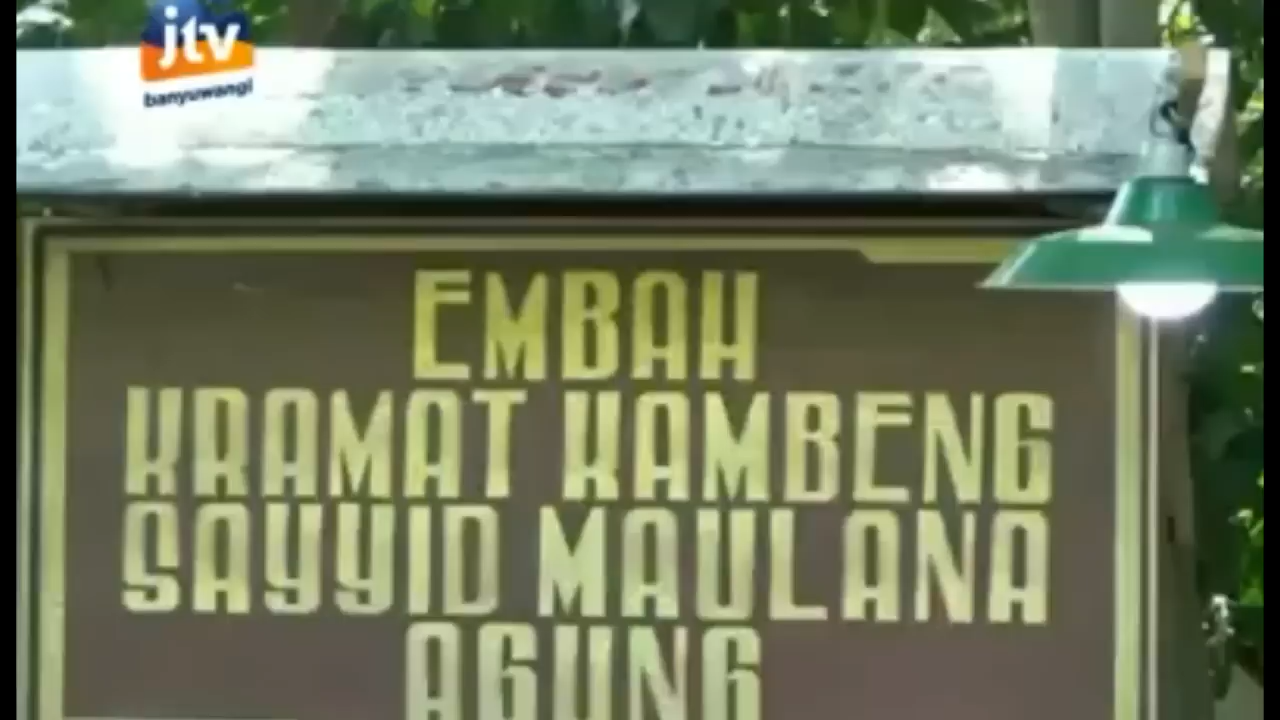 jtv
banyuwangi
EMBAH
KRAMAT KAMBENG
SAYYID MAULANA
AGUNG